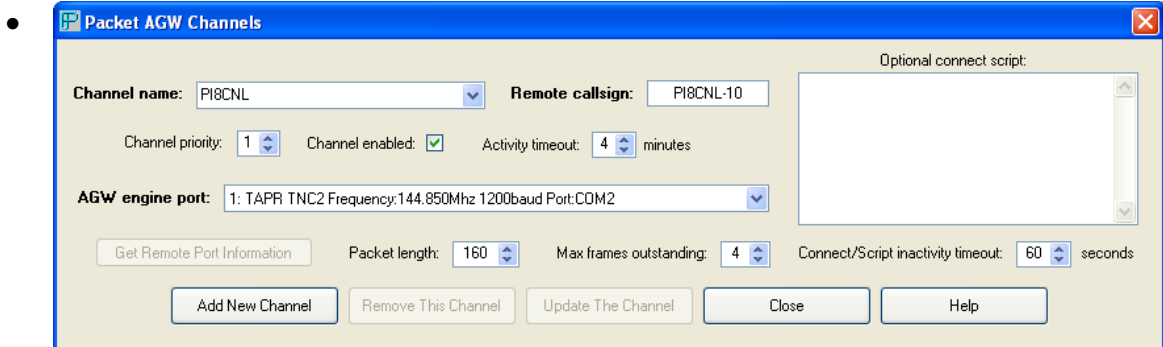 Packet AGW Channels
Optional connect script:
Channel name: PI8CNL Remote callsign: PI8CNL-10
Channel priority: 1 Channel enabled: Activity timeout: 4 minutes
AGW engine port: 1: TAPR TNC2 Frequency:144.850Mhz 1200baud Port:COM2
Get Remote Port Information Packet length: 160 Max frames outstanding: 4 Connect/Script inactivity timeout: 60 seconds
Add New Channel Remove This Channel Update The Channel Close Help